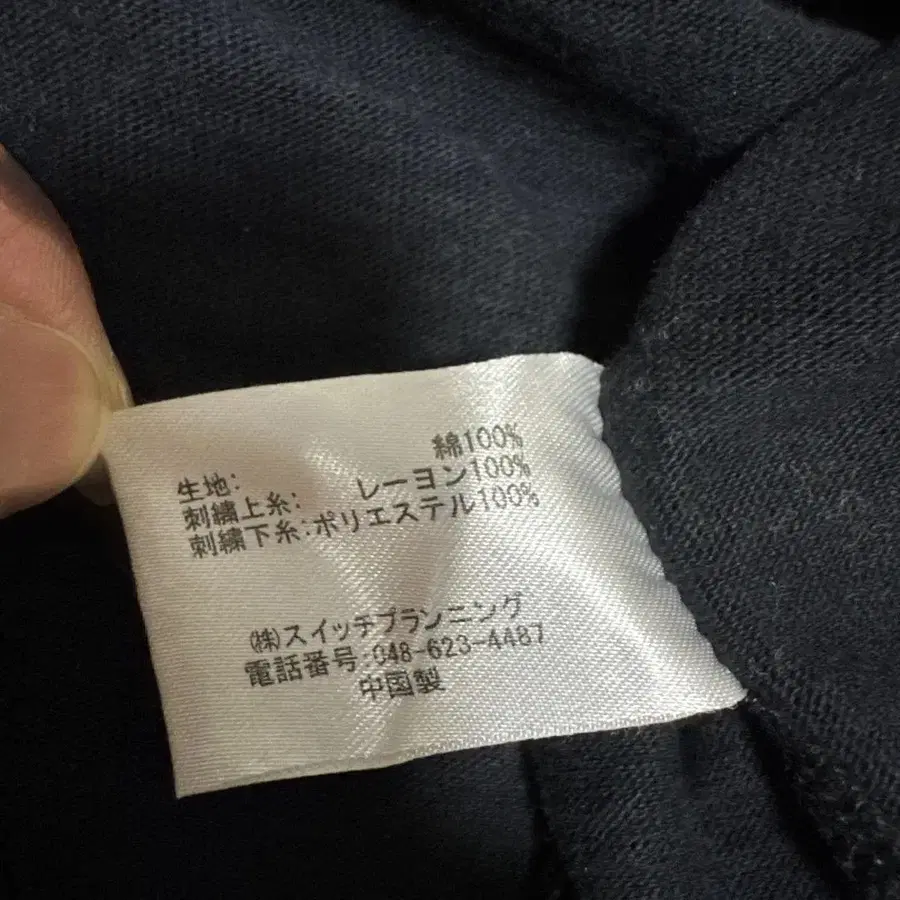 生地: 綿100%
刺繍上糸: レーヨン100%
刺繍下糸:ポリエステル100%
㈱スイッチプランニング
電話番号:048-623-4487
中国製